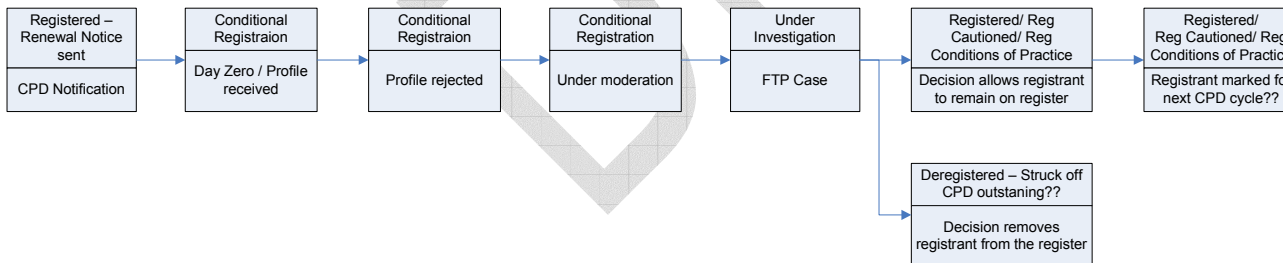 Registered –
Renewal Notice
sent
CPD Notification
Conditional
Registraion
Day Zero / Profile
received
Conditional
Registraion
Profile rejected
Conditional
Registration
Under moderation
Under
Investigation
FTP Case
Registered/ Reg
Cautioned/ Reg
Conditions of Practice
Decision allows registrant
to remain on register
Registered/
Reg Cautioned/ Reg
Conditions of Practic
Registrant marked fo
next CPD cycle??
Deregistered – Struck off
CPD outstaning??
Decision removes
registrant from the register